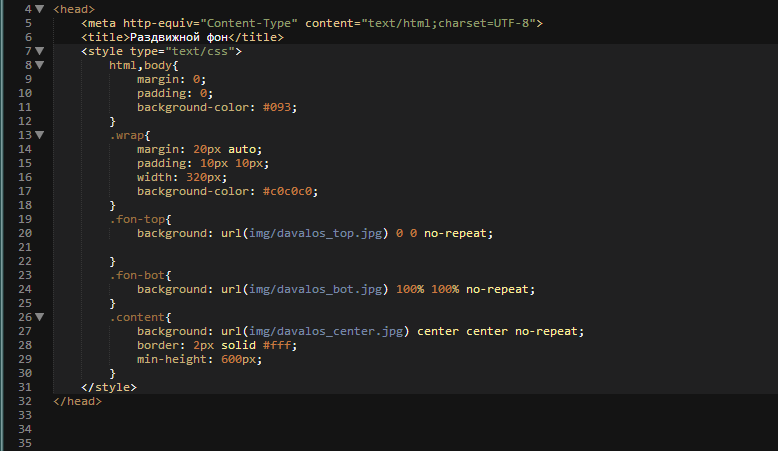 4 <head>
5 <meta http-equiv="Content-Type" content="text/html;charset=UTF-8">
6 <title>Раздвижной фон</title>
7 <style type="text/css">
8 html,body{
9 margin: 0;
10 padding: 0;
11 background-color: #093;
12 }
13 .wrap{
14 margin: 20px auto;
15 padding: 10px 10px;
16 width: 320px;
17 background-color: #c0c0c0;
18 }
19 .fon-top{
20 background: url(img/davalos_top.jpg) 0 0 no-repeat;
21
22 }
23 .fon-bot{
24 background: url(img/davalos_bot.jpg) 100% 100% no-repeat;
25 }
26 .content{
27 background: url(img/davalos_center.jpg) center center no-repeat;
28 border: 2px solid #fff;
29 min-height: 600px;
30 }
31 </style>
32 </head>
33
34
35